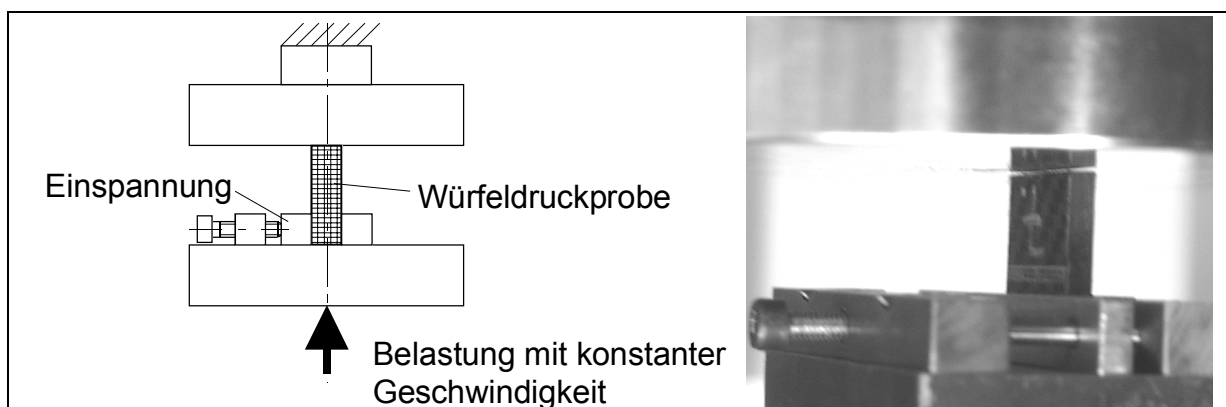 Einspannung
Würfeldruckprobe
Belastung mit konstanter
Geschwindigkeit